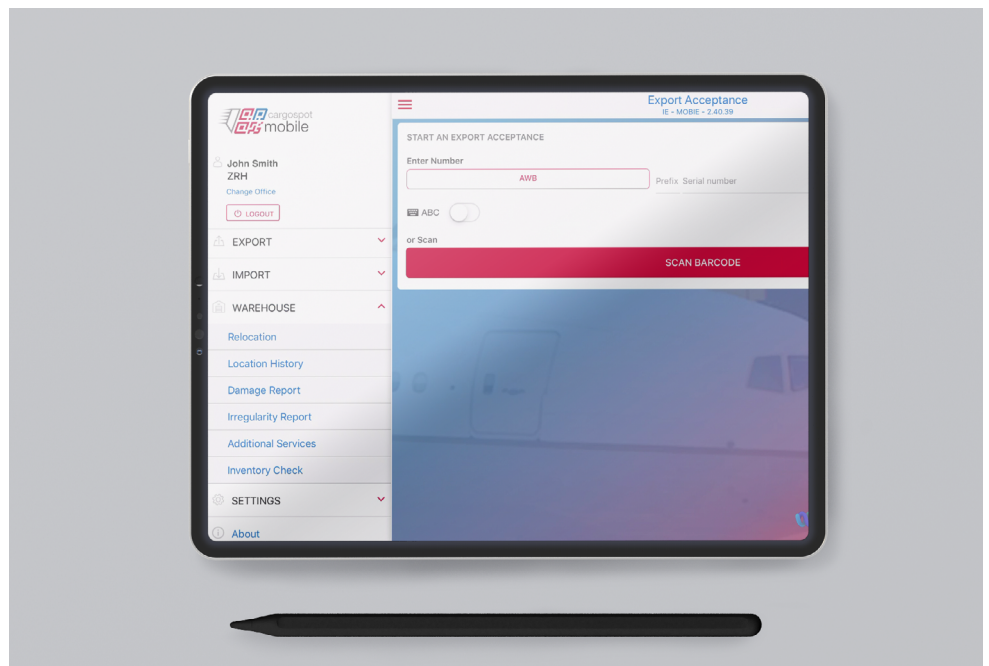 cargospot
mobile
John Smith
ZRH
Change Office
LOGOUT
EXPORT
IMPORT
WAREHOUSE
Relocation
Location History
Damage Report
Irregularity Report
Additional Services
Inventory Check
SETTINGS
About
Export Acceptance
IE - MOBIE - 2.40.39
START AN EXPORT ACCEPTANCE
Enter Number
AWB
Prefix Serial number
ABC
or Scan
SCAN BARCODE